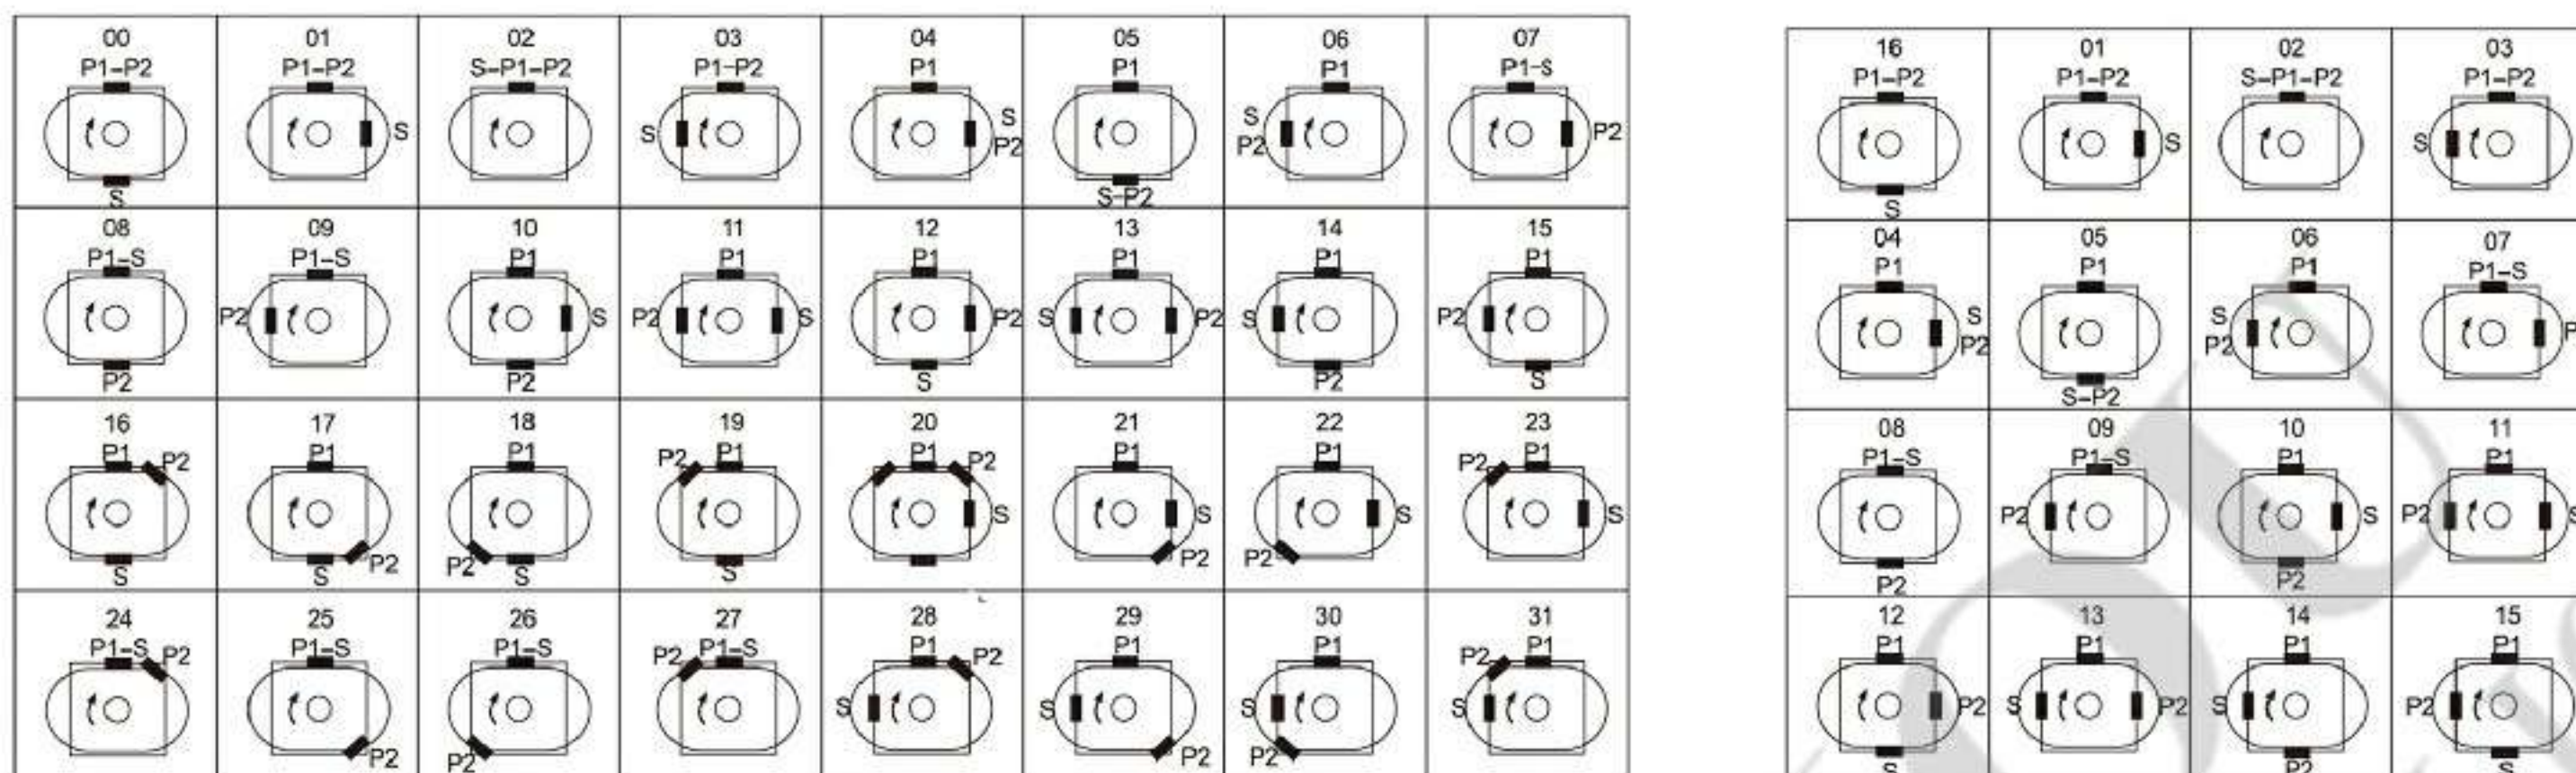 00 01 02 03 04 05 06 07
P1-P2 P1-P2 S-P1-P2 P1-P2 P1 P1 P1 P1-S
S S S S P2
P2 P2
S S-P2
08 09 10 11 12 13 14 15
P1-S P1-S P1 P1 P1 P1 P1 P1
P2 S P2 S P2 S P2 S P2
P2 P2 S P2 S
16 17 18 19 20 21 22 23
P1 P2 P1 P1 P2 P1 P1 P2 P1 P1 P2 P1
S S S S
S S P2 P2 S S P2 P2
24 25 26 27 28 29 30 31
P1-S P2 P1-S P1-S P2 P1-S P1 P2 P1 P1 P2 P1
S S S S
P2 P2 P2 P2
16 01 02 03
P1-P2 P1-P2 S-P1-P2 P1-P2
S S
S
04 05 06 07
P1 P1 P1 P1-S
S S
P2 P2
S-P2
08 09 10 11
P1-S P1-S P1 P1
P2 S P2
P2 P2
12 13 14 15
P1 P1 P1 P1
P2 S P2 S P2
S P2 S